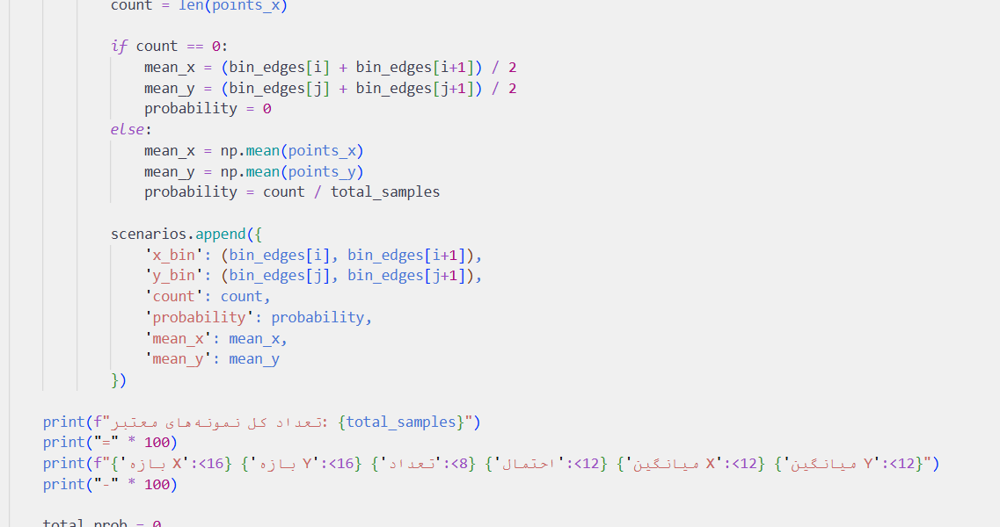 count = len(points_x)
if count == 0:
mean_x = (bin_edges[i] + bin_edges[i+1]) / 2
mean_y = (bin_edges[j] + bin_edges[j+1]) / 2
probability = 0
else:
mean_x = np.mean(points_x)
mean_y = np.mean(points_y)
probability = count / total_samples
scenarios.append({
'x_bin': (bin_edges[i], bin_edges[i+1]),
'y_bin': (bin_edges[j], bin_edges[j+1]),
'count': count,
'probability': probability,
'mean_x': mean_x,
'mean_y': mean_y
})
print(f"تعداد کل نمونه‌های معتبر: {total_samples}")
print("=" * 100)
print(f"{'بازه X':<16} {'بازه Y':<16} {'تعداد':<8} {'احتمال':<12} {'میانگین X':<12} {'میانگین Y':<12}")
print("-" * 100)
total_prob = 0